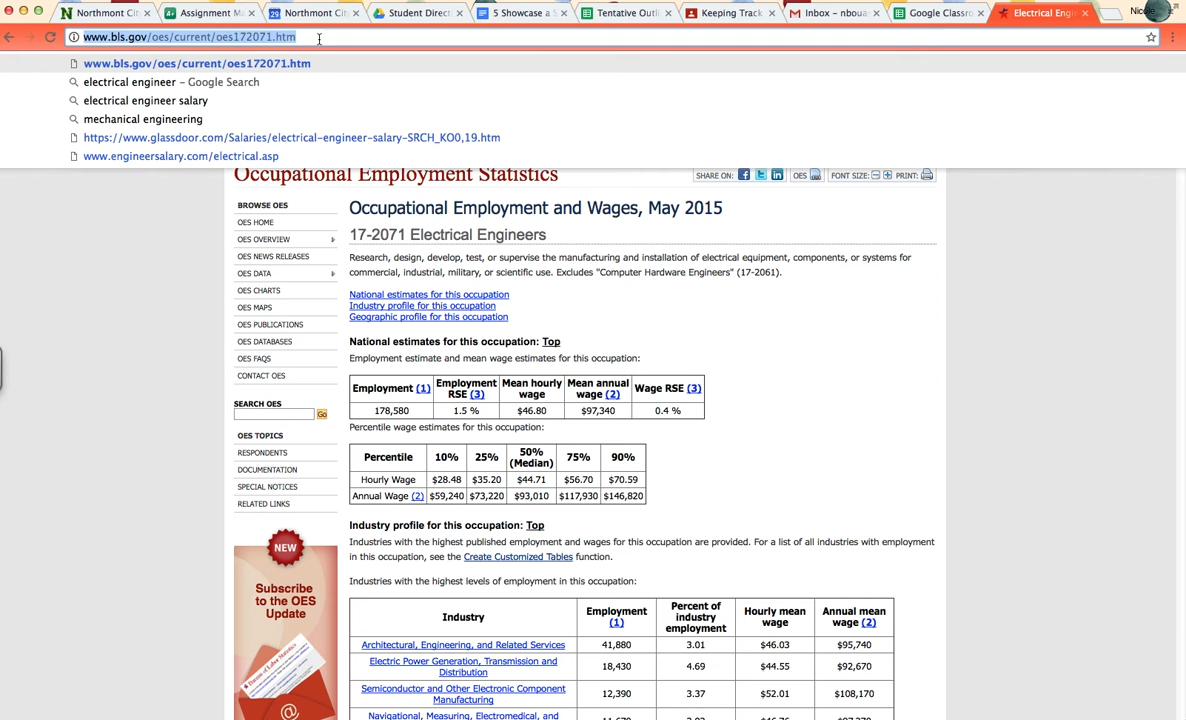 Northmont Cit
Assignment Ma
29 Northmont Cit
Student Direct
5 Showcase a S
Tentative Outli
Keeping Track
Inbox – nboua
Google Classro
Electrical Engi
Nicole
www.bls.gov/oes/current/oes172071.htm
www.bls.gov/oes/current/oes172071.htm
electrical engineer – Google Search
electrical engineer salary
mechanical engineering
https://www.glassdoor.com/Salaries/electrical-engineer-salary-SRCH_KO0,19.htm
www.engineersalary.com/electrical.asp
Occupational Employment Statistics
SHARE ON: OES FONT SIZE: PRINT:
BROWSE OES
OES HOME
OES OVERVIEW
OES NEWS RELEASES
OES DATA
OES CHARTS
OES MAPS
OES PUBLICATIONS
OES DATABASES
OES FAQS
CONTACT OES
SEARCH OES
Go
OES TOPICS
RESPONDENTS
DOCUMENTATION
SPECIAL NOTICES
RELATED LINKS
NEW
Subscribe
to the OES
Update
@
Occupational Employment and Wages, May 2015
17-2071 Electrical Engineers
Research, design, develop, test, or supervise the manufacturing and installation of electrical equipment, components, or systems for
commercial, industrial, military, or scientific use. Excludes "Computer Hardware Engineers" (17-2061).
National estimates for this occupation
Industry profile for this occupation
Geographic profile for this occupation
National estimates for this occupation: Top
Employment estimate and mean wage estimates for this occupation:
Employment (1) Employment RSE (3) Mean hourly wage Mean annual wage (2) Wage RSE (3)
178,580 1.5 % $46.80 $97,340 0.4 %
Percentile wage estimates for this occupation:
Percentile 10% 25% 50% (Median) 75% 90%
Hourly Wage $28.48 $35.20 $44.71 $56.70 $70.59
Annual Wage (2) $59,240 $73,220 $93,010 $117,930 $146,820
Industry profile for this occupation: Top
Industries with the highest published employment and wages for this occupation are provided. For a list of all industries with employment
in this occupation, see the Create Customized Tables function.
Industries with the highest levels of employment in this occupation:
Industry Employment (1) Percent of industry employment Hourly mean wage Annual mean wage (2)
Architectural, Engineering, and Related Services 41,880 3.01 $46.03 $95,740
Electric Power Generation, Transmission and Distribution 18,430 4.69 $44.55 $92,670
Semiconductor and Other Electronic Component Manufacturing 12,390 3.37 $52.01 $108,170
Navigational, Measuring, Electromedical, and